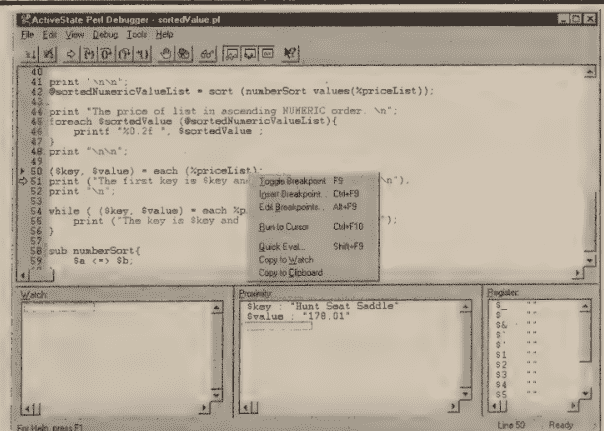 ActiveState Perl Debugger - sortedValue pl
File Edit View Debug Tools Help
40
41 print "\n\n";
42 @sortedNumericValueList = sort (numberSort values(%priceList));
43
44 print "The price of list in ascending NUMERIC order. \n";
45 foreach $sortedValue (@sortedNumericValueList){
46 printf "%0.2f ", $sortedValue ;
47 }
48 print "\n\n";
49
50 ($key, $value) = each (%priceList);
51 print ("The first key is $key and \n"),
52 print "\n";
53
54 while ( ($key, $value) = each %p
55 print ("The key is $key and ");
56 }
57
58 sub numberSort{
59 $a <=> $b;
Toggle Breakpoint F9
Insert Breakpoint... Ctrl+F9
Edit Breakpoints... Alt+F9
Run to Cursor Ctrl+F10
Quick Eval... Shift+F9
Copy to Watch
Copy to Clipboard
Watch:
Proximity:
$key : "Hunt Seat Saddle"
$value : "178.01"
Register:
$_ ""
$` ""
$& ""
$' ""
$1 ""
$2 ""
$3 ""
$4 ""
$5 ""
For Help, press F1
Line 50 Ready